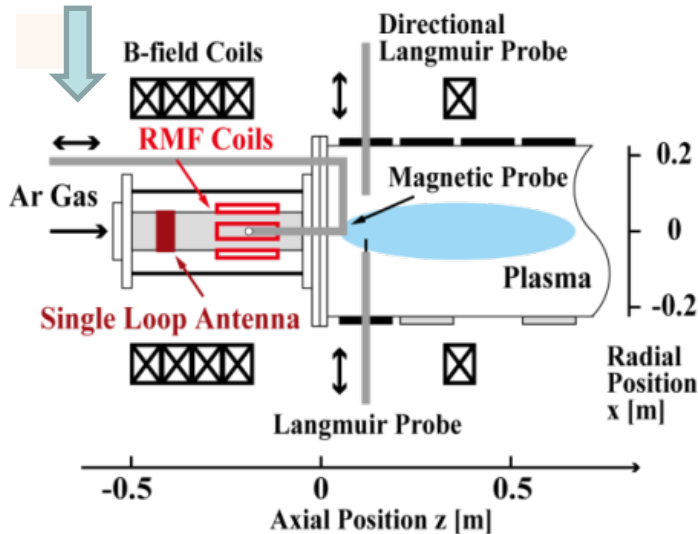 Directional
Langmuir Probe
B-field Coils
RMF Coils
Ar Gas
Magnetic Probe
Plasma
Single Loop Antenna
Langmuir Probe
0.2
0
-0.2
Radial
Position
x [m]
-0.5
0
0.5
Axial Position z [m]